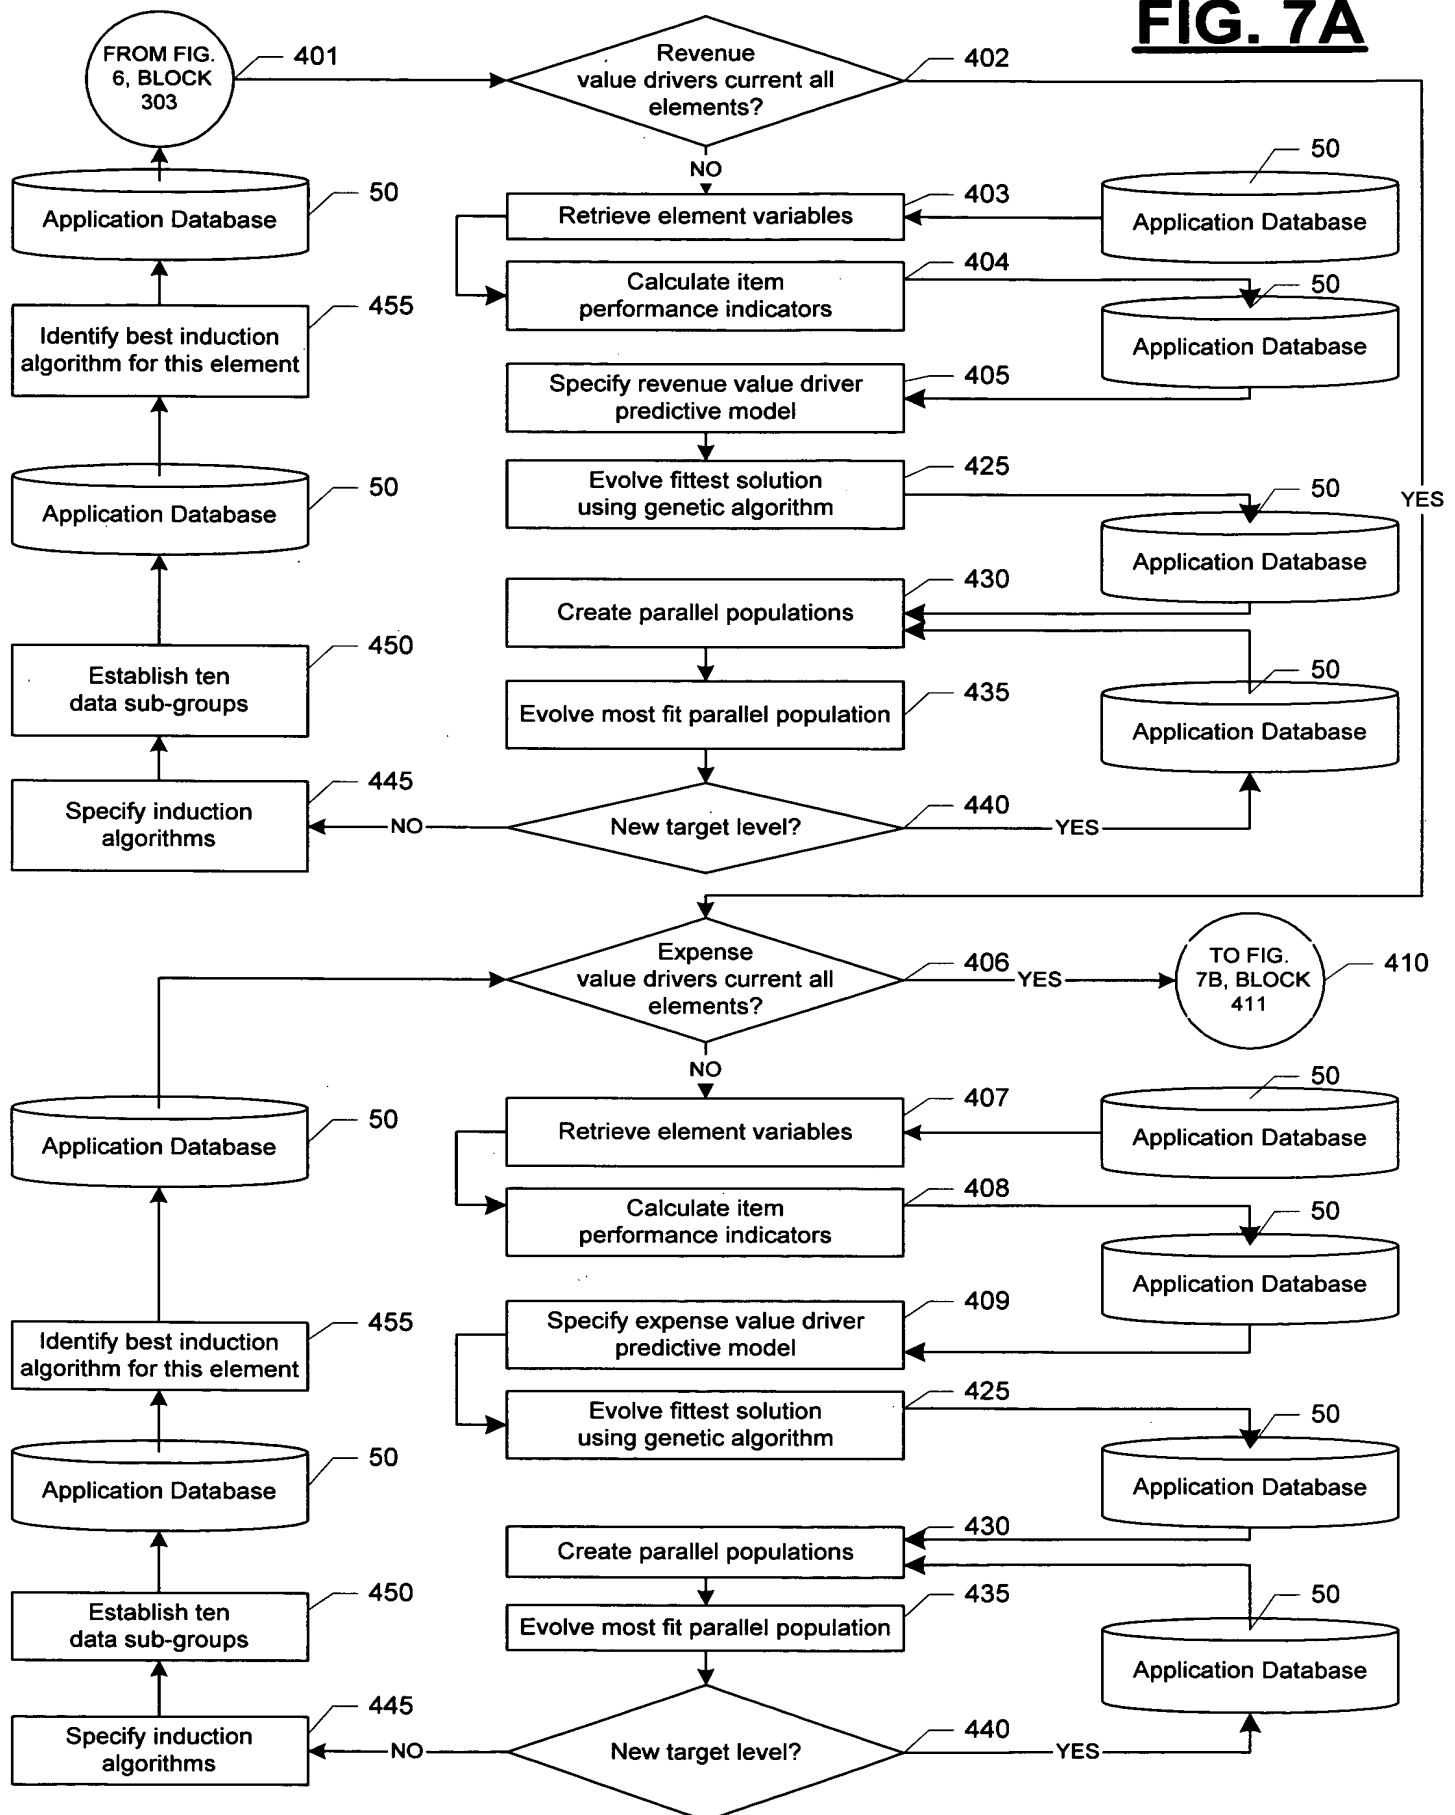 FIG. 7A
FROM FIG.
6, BLOCK
303
401
Revenue
value drivers current all
elements?
402
NO
YES
50
Application Database
Retrieve element variables
403
50
Application Database
Calculate item
performance indicators
404
50
Application Database
455
Identify best induction
algorithm for this element
Specify revenue value driver
predictive model
405
50
Application Database
Evolve fittest solution
using genetic algorithm
425
50
Application Database
Create parallel populations
430
450
Establish ten
data sub-groups
Evolve most fit parallel population
435
50
Application Database
445
Specify induction
algorithms
NO
New target level?
440
YES
Expense
value drivers current all
elements?
406
YES
TO FIG.
7B, BLOCK
411
410
NO
50
Application Database
Retrieve element variables
407
50
Application Database
Calculate item
performance indicators
408
50
Application Database
455
Identify best induction
algorithm for this element
Specify expense value driver
predictive model
409
Evolve fittest solution
using genetic algorithm
425
50
Application Database
50
Application Database
Create parallel populations
430
450
Establish ten
data sub-groups
Evolve most fit parallel population
435
50
Application Database
445
Specify induction
algorithms
NO
New target level?
440
YES